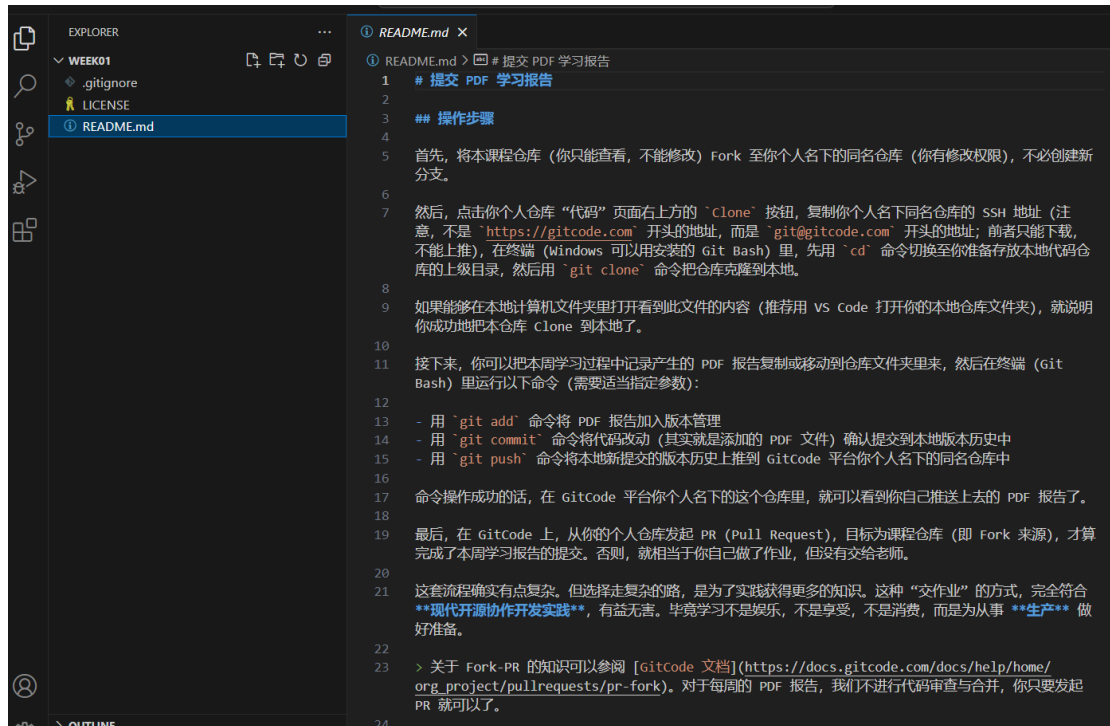 EXPLORER
README.md
WEEK01
README.md > # 提交 PDF 学习报告
.gitignore
LICENSE
README.md
1 # 提交 PDF 学习报告
2
3 ## 操作步骤
4
5 首先，将本课程仓库 (你只能查看，不能修改) Fork 至你个人名下的同名仓库 (你有修改权限)，不必创建新
分支。
6
7 然后，点击你个人仓库“代码”页面右上方的 `Clone` 按钮，复制你个人名下同名仓库的 SSH 地址 (注
意，不是 `https://gitcode.com` 开头的地址，而是 `git@gitcode.com` 开头的地址；前者只能下载，
不能上推)，在终端 (Windows 可以用安装的 Git Bash) 里，先用 `cd` 命令切换至你准备存放本地代码仓
库的上级目录，然后用 `git clone` 命令把仓库克隆到本地。
8
9 如果能够在本地计算机文件夹里打开看到此文件的内容 (推荐用 VS Code 打开你的本地仓库文件夹)，就说明
你成功地把本仓库 Clone 到本地了。
10
11 接下来，你可以把本周学习过程中记录产生的 PDF 报告复制或移动到仓库文件夹里来，然后在终端 (Git
Bash) 里运行以下命令 (需要适当指定参数)：
12
13 - 用 `git add` 命令将 PDF 报告加入版本管理
14 - 用 `git commit` 命令将代码改动 (其实就是添加的 PDF 文件) 确认提交到本地版本历史中
15 - 用 `git push` 命令将本地新提交的版本历史上推到 GitCode 平台你个人名下的同名仓库中
16
17 命令操作成功的话，在 GitCode 平台你个人名下的这个仓库里，就可以看到你自己推送上去的 PDF 报告了。
18
19 最后，在 GitCode 上，从你的个人仓库发起 PR (Pull Request)，目标为课程仓库 (即 Fork 来源)，才算
完成了本周学习报告的提交。否则，就相当于你自己做了作业，但没有交给老师。
20
21 这套流程确实有点复杂。但选择走复杂的路，是为了实践获得更多的知识。这种“交作业”的方式，完全符合
**现代开源协作开发实践**，有益无害。毕竟学习不是娱乐，不是享受，不是消费，而是为从事 **生产** 做
好准备。
22
23 > 关于 Fork-PR 的知识可以参阅 [GitCode 文档](https://docs.gitcode.com/docs/help/home/
org_project/pullrequests/pr-fork)。对于每周的 PDF 报告，我们不进行代码审查与合并，你只要发起
PR 就可以了。
24
OUTLINE